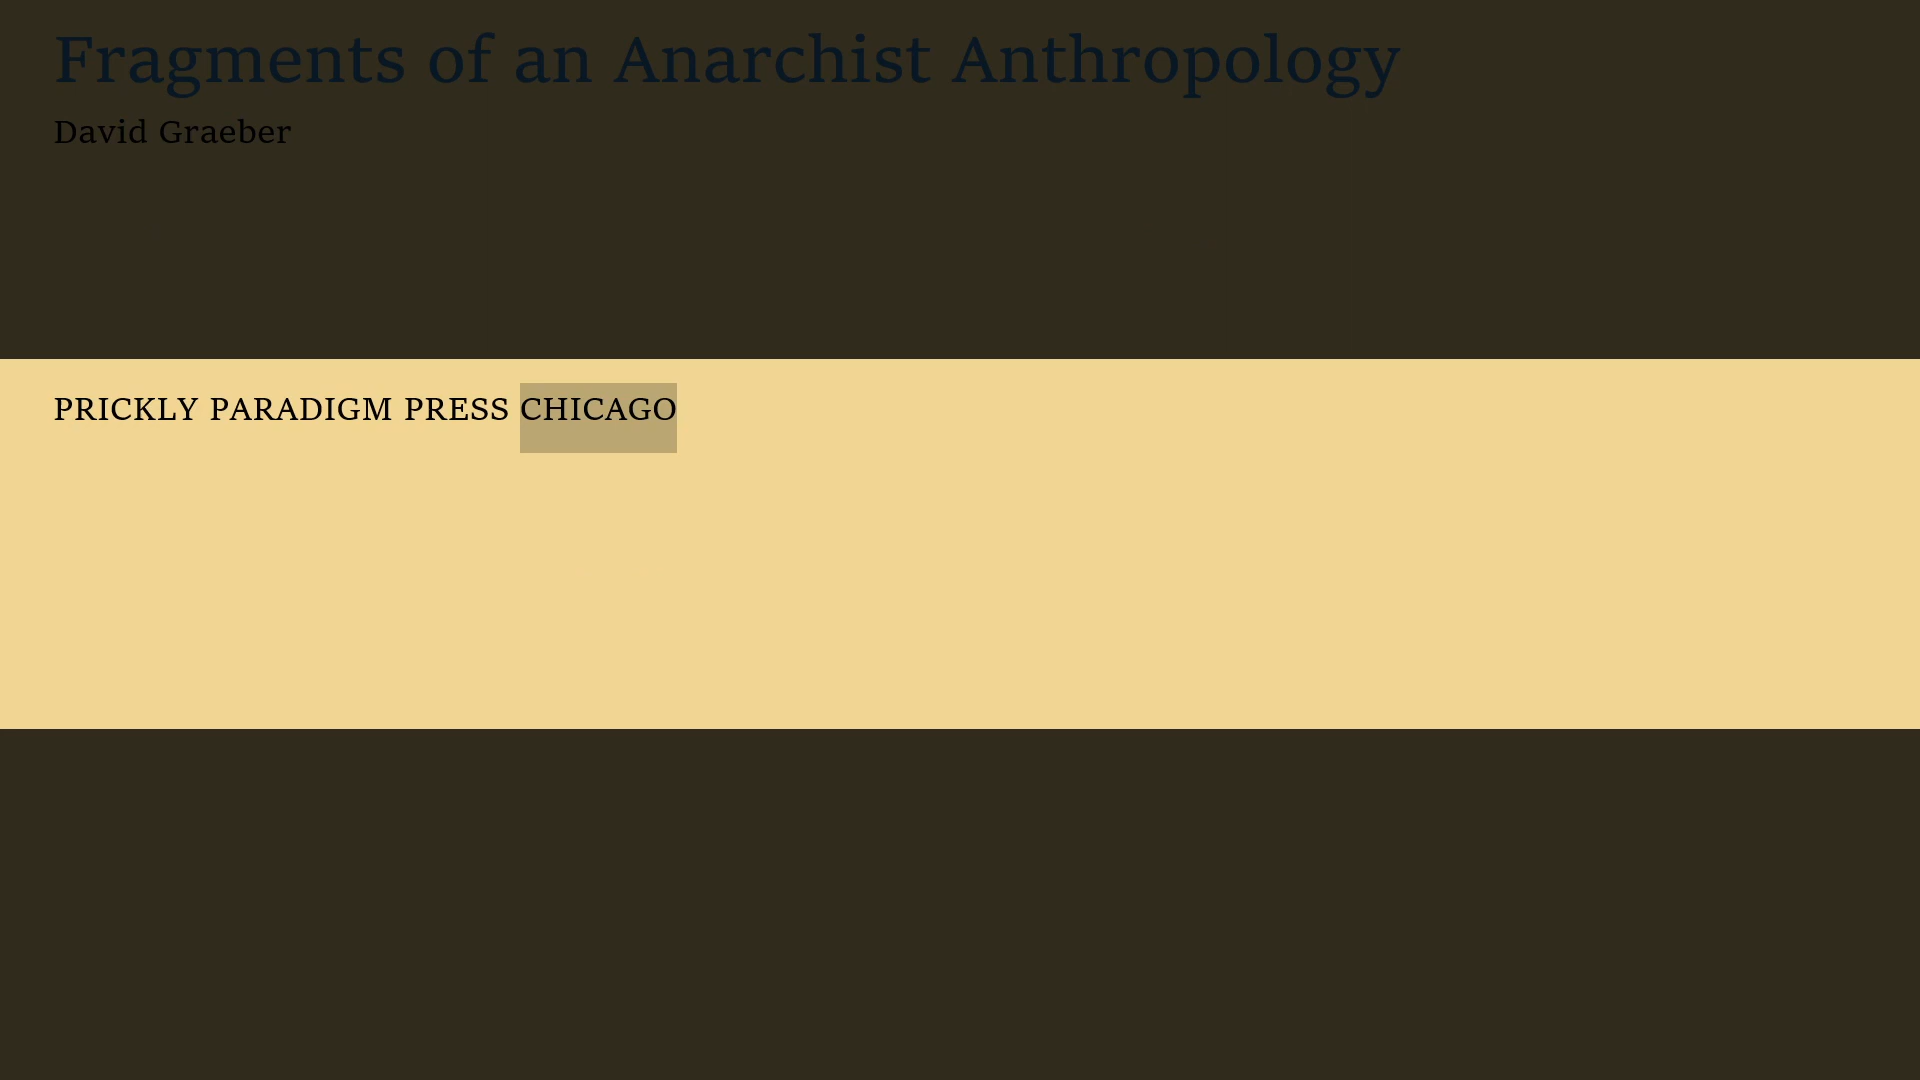 Fragments of an Anarchist Anthropology
David Graeber
PRICKLY PARADIGM PRESS CHICAGO